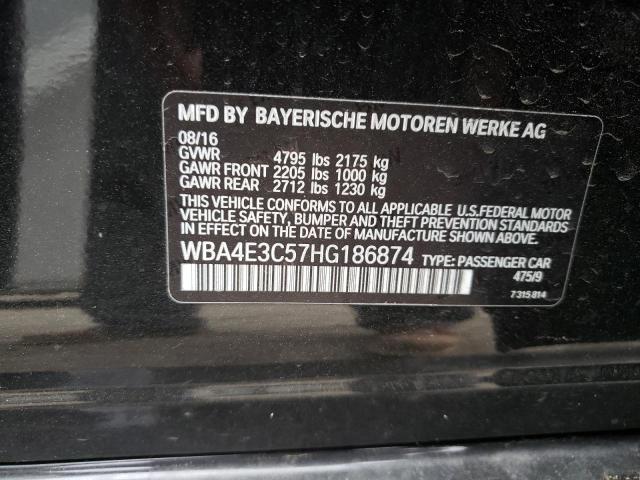 MFD BY BAYERISCHE MOTOREN WERKE AG
08/16
GVWR 4795 lbs 2175 kg
GAWR FRONT 2205 lbs 1000 kg
GAWR REAR 2712 lbs 1230 kg
THIS VEHICLE CONFORMS TO ALL APPLICABLE U.S.FEDERAL MOTOR
VEHICLE SAFETY, BUMPER AND THEFT PREVENTION STANDARDS
IN EFFECT ON THE DATE OF MANUFACTURE SHOWN ABOVE.
WBA4E3C57HG186874 TYPE: PASSENGER CAR
475/9
7315814